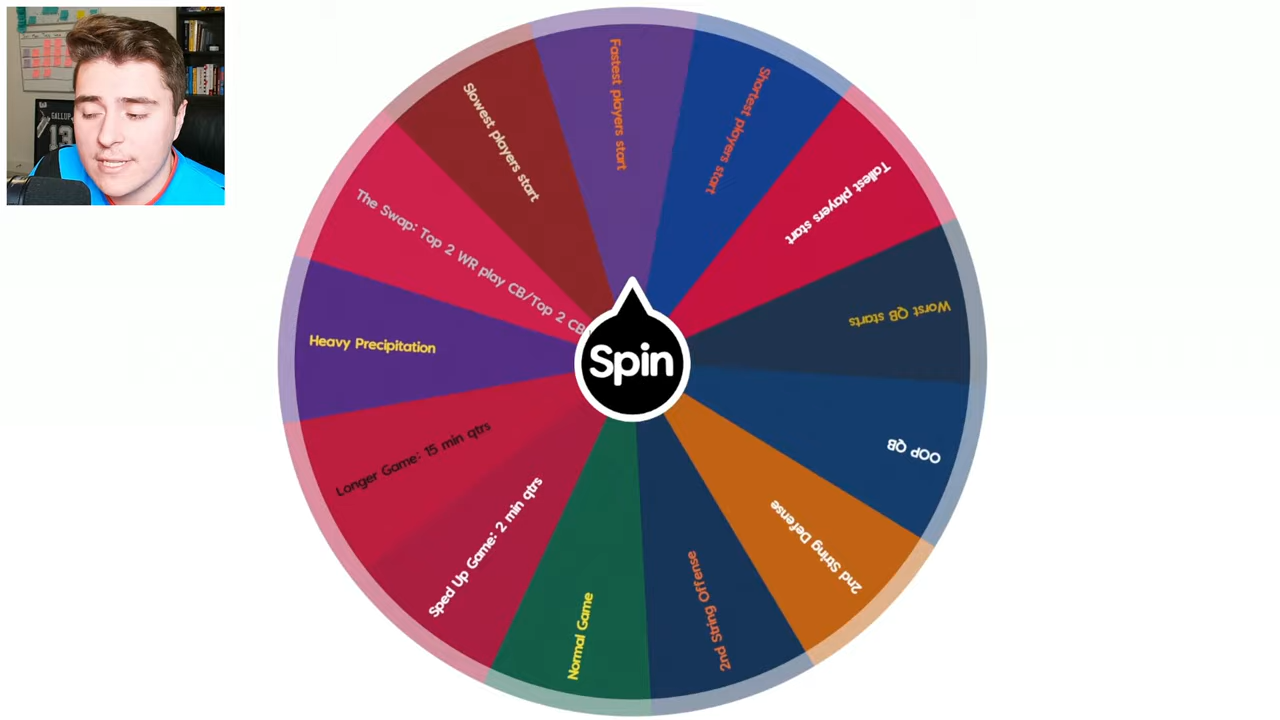 GALLUP
13
Fastest players start
Shortest players start
Tallest players start
Worst QB starts
OOP QB
2nd String Defense
2nd String Offense
Normal Game
Sped Up Game: 2 min qtrs
Longer Game: 15 min qtrs
Heavy Precipitation
The Swap: Top 2 WR play CB/Top 2 CB
Slowest players start
Spin